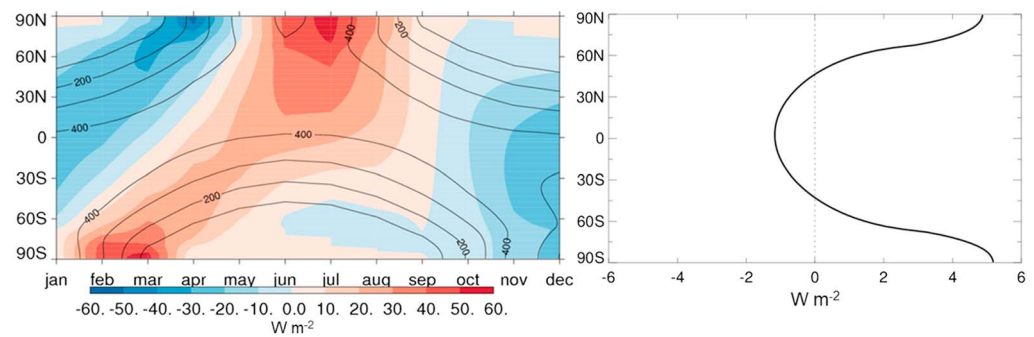 90N
60N
30N
0
30S
60S
90S
400
200
200
400
400
400
200
400
200
400
jan feb mar apr may jun jul aug sep oct nov dec
-60. -50. -40. -30. -20. -10. 0.0 10. 20. 30. 40. 50. 60.
W m-2
90N
60N
30N
0
30S
60S
90S
-6 -4 -2 0 2 4 6
W m-2